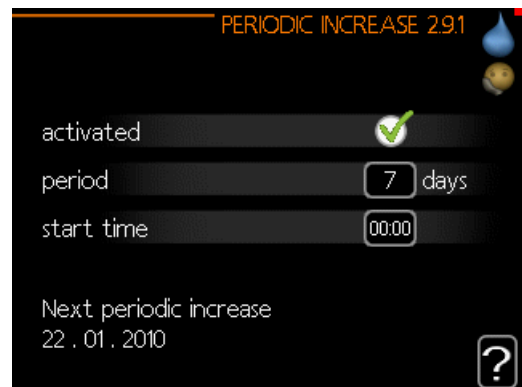 PERIODIC INCREASE 2.9.1
activated
period 7 days
start time 00:00
Next periodic increase
22 . 01 . 2010
?